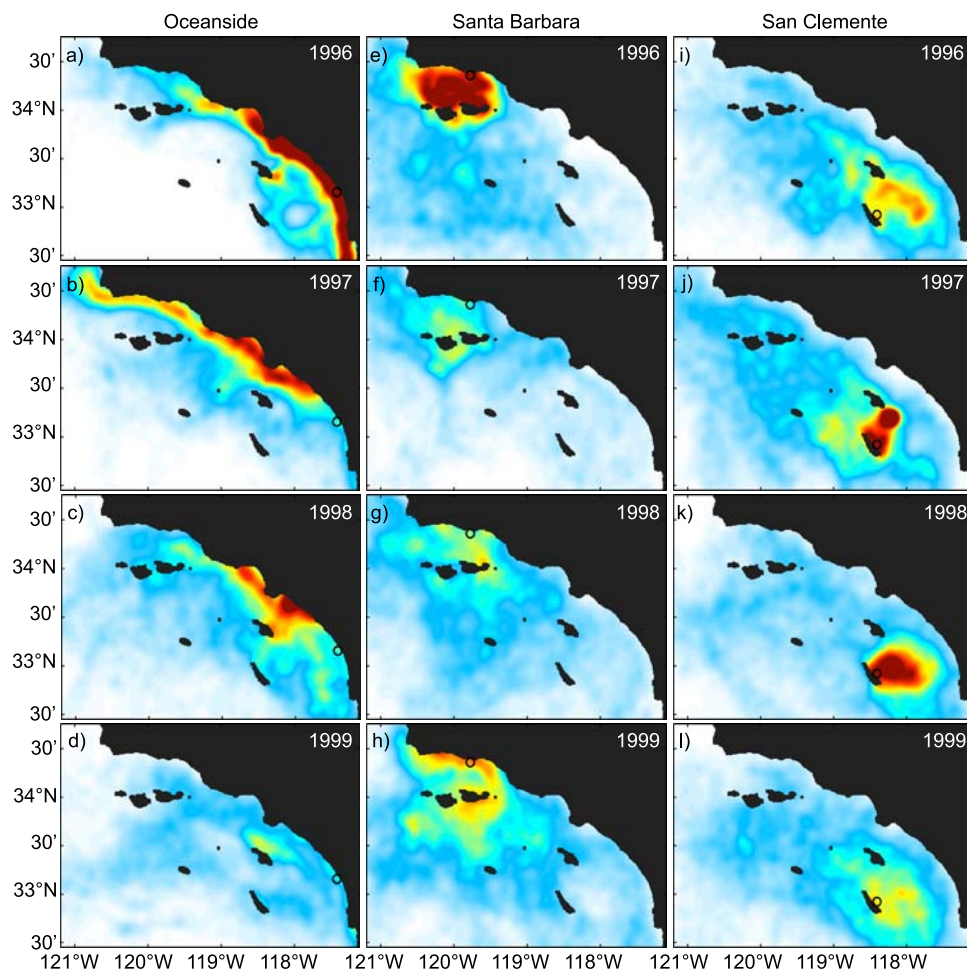 Oceanside Santa Barbara San Clemente
30' a) 1996 e) 1996 i) 1996
34°N
30'
33°N
30'
b) 1997 f) 1997 j) 1997
30'
34°N
30'
33°N
30'
c) 1998 g) 1998 k) 1998
30'
34°N
30'
33°N
30'
d) 1999 h) 1999 l) 1999
30'
34°N
30'
33°N
30'
121°W 120°W 119°W 118°W 121°W 120°W 119°W 118°W 121°W 120°W 119°W 118°W